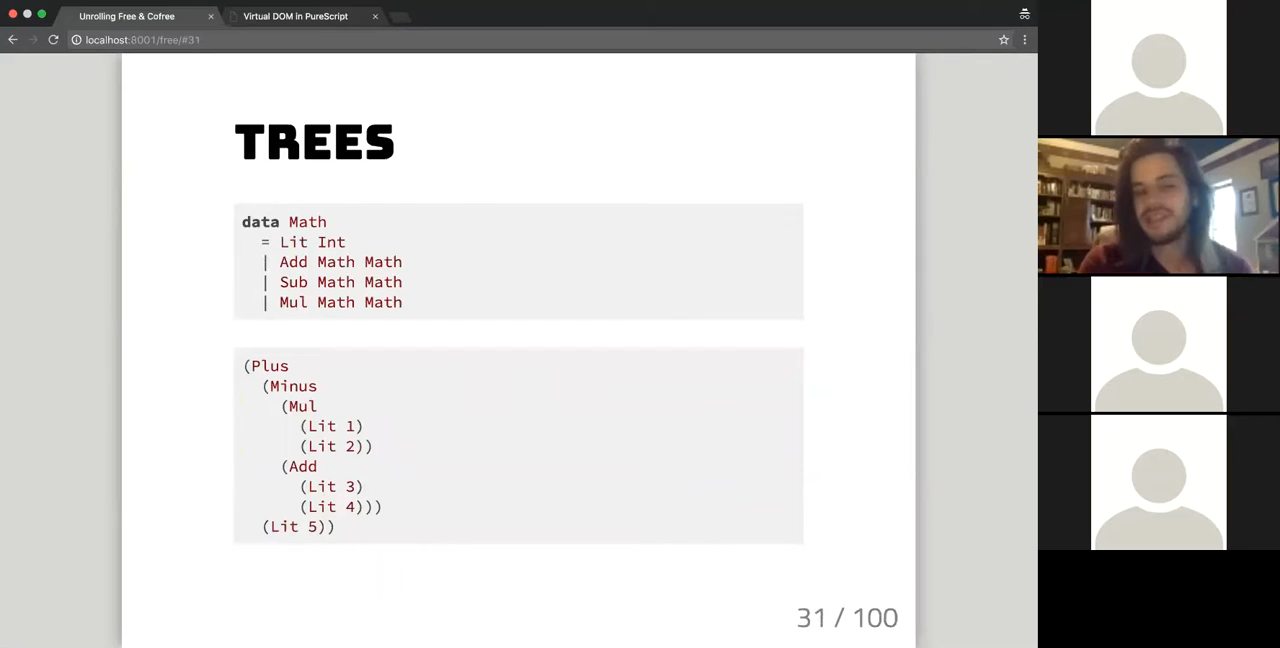 Unrolling Free & Cofree
Virtual DOM in PureScript
localhost:8001/free/#31
TREES
data Math
= Lit Int
| Add Math Math
| Sub Math Math
| Mul Math Math
(Plus
(Minus
(Mul
(Lit 1)
(Lit 2))
(Add
(Lit 3)
(Lit 4)))
(Lit 5))
31 / 100